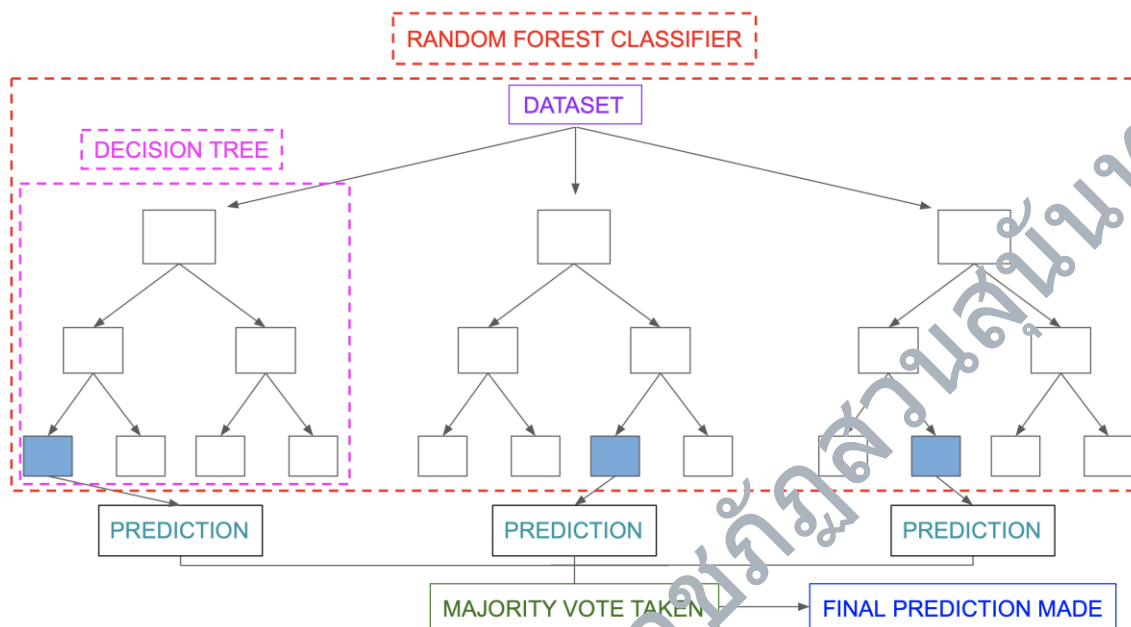 RANDOM FOREST CLASSIFIER
DATASET
DECISION TREE
PREDICTION
PREDICTION
PREDICTION
MAJORITY VOTE TAKEN
FINAL PREDICTION MADE